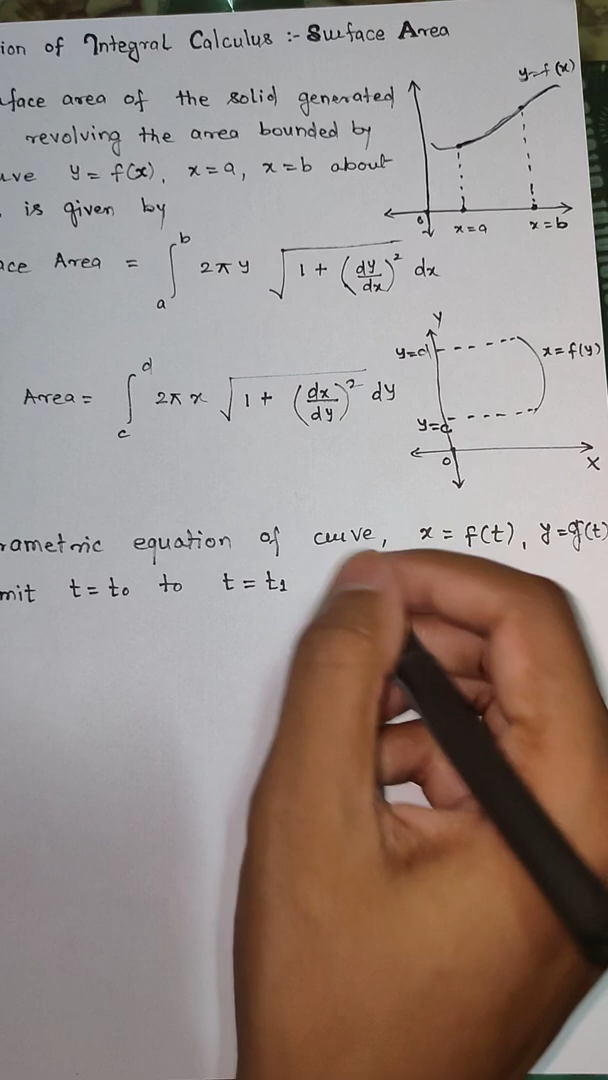 ion of Integral Calculus :- Surface Area
face area of the solid generated
revolving the area bounded by
ve y = f(x), x = a, x = b about
is given by
y=f(x)
0
x=a
x=b
ace Area = ∫_a^b 2πy √(1 + (dy/dx)^2) dx
Area = ∫_c^d 2πx √(1 + (dx/dy)^2) dy
Y
y=d
x=f(y)
y=c
0
X
rametric equation of curve, x = f(t), y=g(t)
mit t = t0 to t = t1